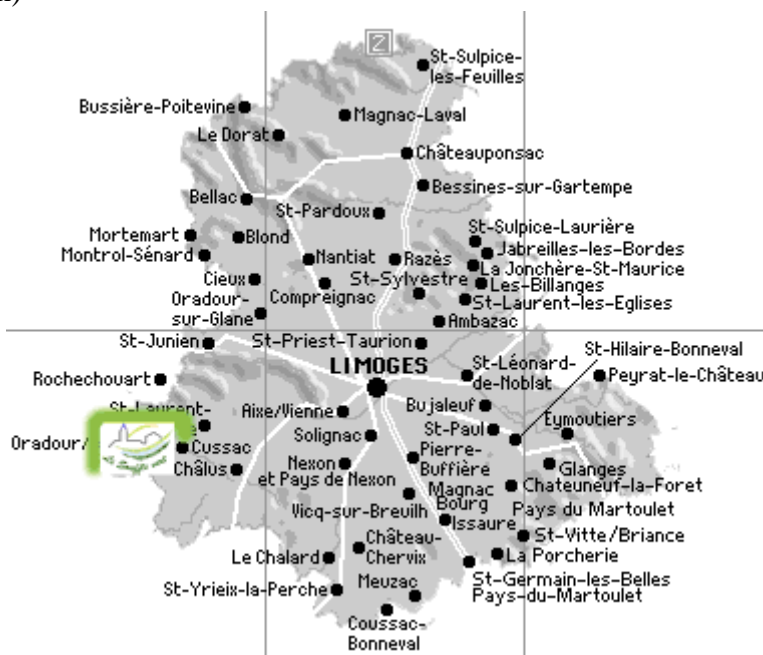 2
St-Sulpice-
les-Feuilles
Bussière-Poitevine
Magnac-Laval
Le Dorat
Châteauponsac
Bessines-sur-Gartempe
Bellac
St-Pardoux
St-Sulpice-Laurière
Mortemart
Blond
Jabreilles-les-Bordes
Montrol-Sénard
Nantiat
Razès
La Jonchère-St-Maurice
Cieux
St-Sylvestre
Les-Billanges
Compreignac
St-Laurent-les-Eglises
Oradour-
sur-Glane
Ambazac
St-Junien
St-Priest-Taurion
St-Hilaire-Bonneval
LIMOGES
St-Léonard-
de-Noblat
Rochechouart
Peyrat-le-Château
St-Laurent-
Aixe/Vienne
Bujaleuf
Eymoutiers
Oradour/
Cussac
Solignac
St-Paul
Châlus
Nexon
et Pays de Nexon
Pierre-
Buffière
Glanges
Chateuneuf-la-Foret
Magnac
Bourg
Pays du Martoulet
Vicq-sur-Breuilh
Issaure
St-Vitte/Briance
Château-
Chervix
Le Chalard
La Porcherie
St-Yrieix-la-Perche
Meuzac
St-Germain-les-Belles
Pays-du-Martoulet
Coussac-
Bonneval